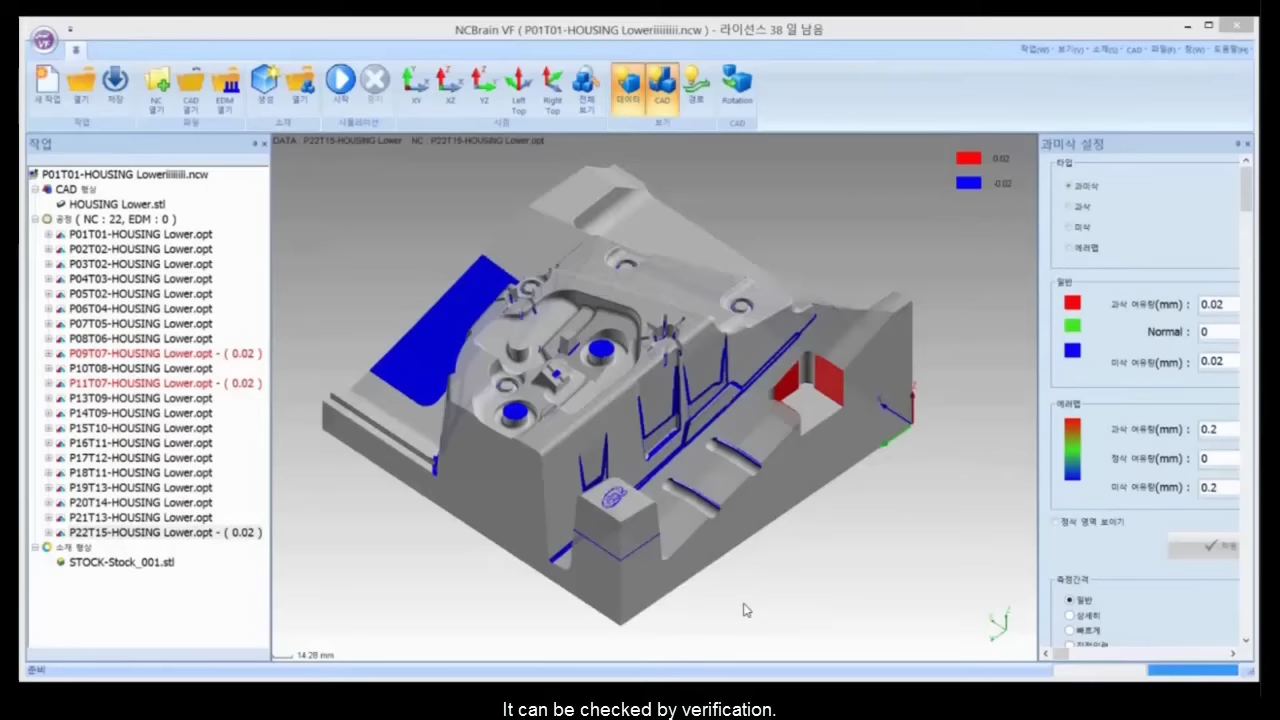 NCBrain VF ( P01T01-HOUSING Loweriiiiiiii.ncw ) - 라이선스 38 일 남음
작업(W) 보기(V) 소재(S) CAD 파일(F) 창(W) 도움말(H)
홈
새 작업 열기 저장 NC 열기 CAD 열기 EDM 열기 생성 열기 시작 중지 XY XZ YZ Left Top Right Top 전체 보기 데이타 CAD 경로 Rotation
작업 파일 소재 시뮬레이션 시점 보기 CAD
작업
P01T01-HOUSING Loweriiiiiiii.ncw
CAD 형상
HOUSING Lower.stl
공정 ( NC : 22, EDM : 0 )
P01T01-HOUSING Lower.opt
P02T02-HOUSING Lower.opt
P03T02-HOUSING Lower.opt
P04T03-HOUSING Lower.opt
P05T02-HOUSING Lower.opt
P06T04-HOUSING Lower.opt
P07T05-HOUSING Lower.opt
P08T06-HOUSING Lower.opt
P09T07-HOUSING Lower.opt - ( 0.02 )
P10T08-HOUSING Lower.opt
P11T07-HOUSING Lower.opt - ( 0.02 )
P13T09-HOUSING Lower.opt
P14T09-HOUSING Lower.opt
P15T10-HOUSING Lower.opt
P16T11-HOUSING Lower.opt
P17T12-HOUSING Lower.opt
P18T11-HOUSING Lower.opt
P19T13-HOUSING Lower.opt
P20T14-HOUSING Lower.opt
P21T13-HOUSING Lower.opt
P22T15-HOUSING Lower.opt - ( 0.02 )
소재 형상
STOCK-Stock_001.stl
준비
DATA : P22T15-HOUSING Lower NC : P22T15-HOUSING Lower.opt
0.02
-0.02
14.28 mm
과미삭 설정
타입
과미삭
과삭
미삭
에러맵
일반
과삭 여유량(mm) : 0.02
Normal : 0
미삭 여유량(mm) : 0.02
에러맵
과삭 여유량(mm) : 0.2
정삭 여유량(mm) : 0
미삭 여유량(mm) : 0.2
정삭 영역 보이기
적용
측정간격
일반
상세히
빠르게
It can be checked by verification.